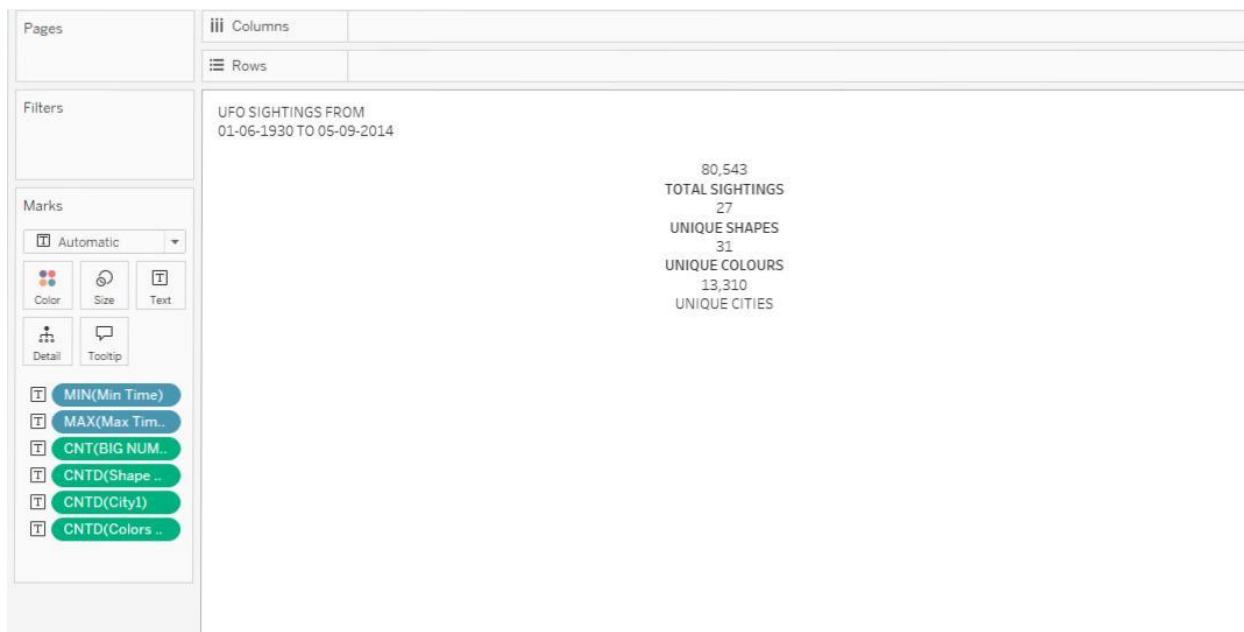 Pages
Columns
Rows
Filters
UFO SIGHTINGS FROM
01-06-1930 TO 05-09-2014
80,543
TOTAL SIGHTINGS
27
UNIQUE SHAPES
31
UNIQUE COLOURS
13,310
UNIQUE CITIES
Marks
T Automatic
Color
Size
T
Text
Detail
Tooltip
T MIN(Min Time)
T MAX(Max Tim..
T CNT(BIG NUM..
T CNTD(Shape ..
T CNTD(City1)
T CNTD(Colors ..